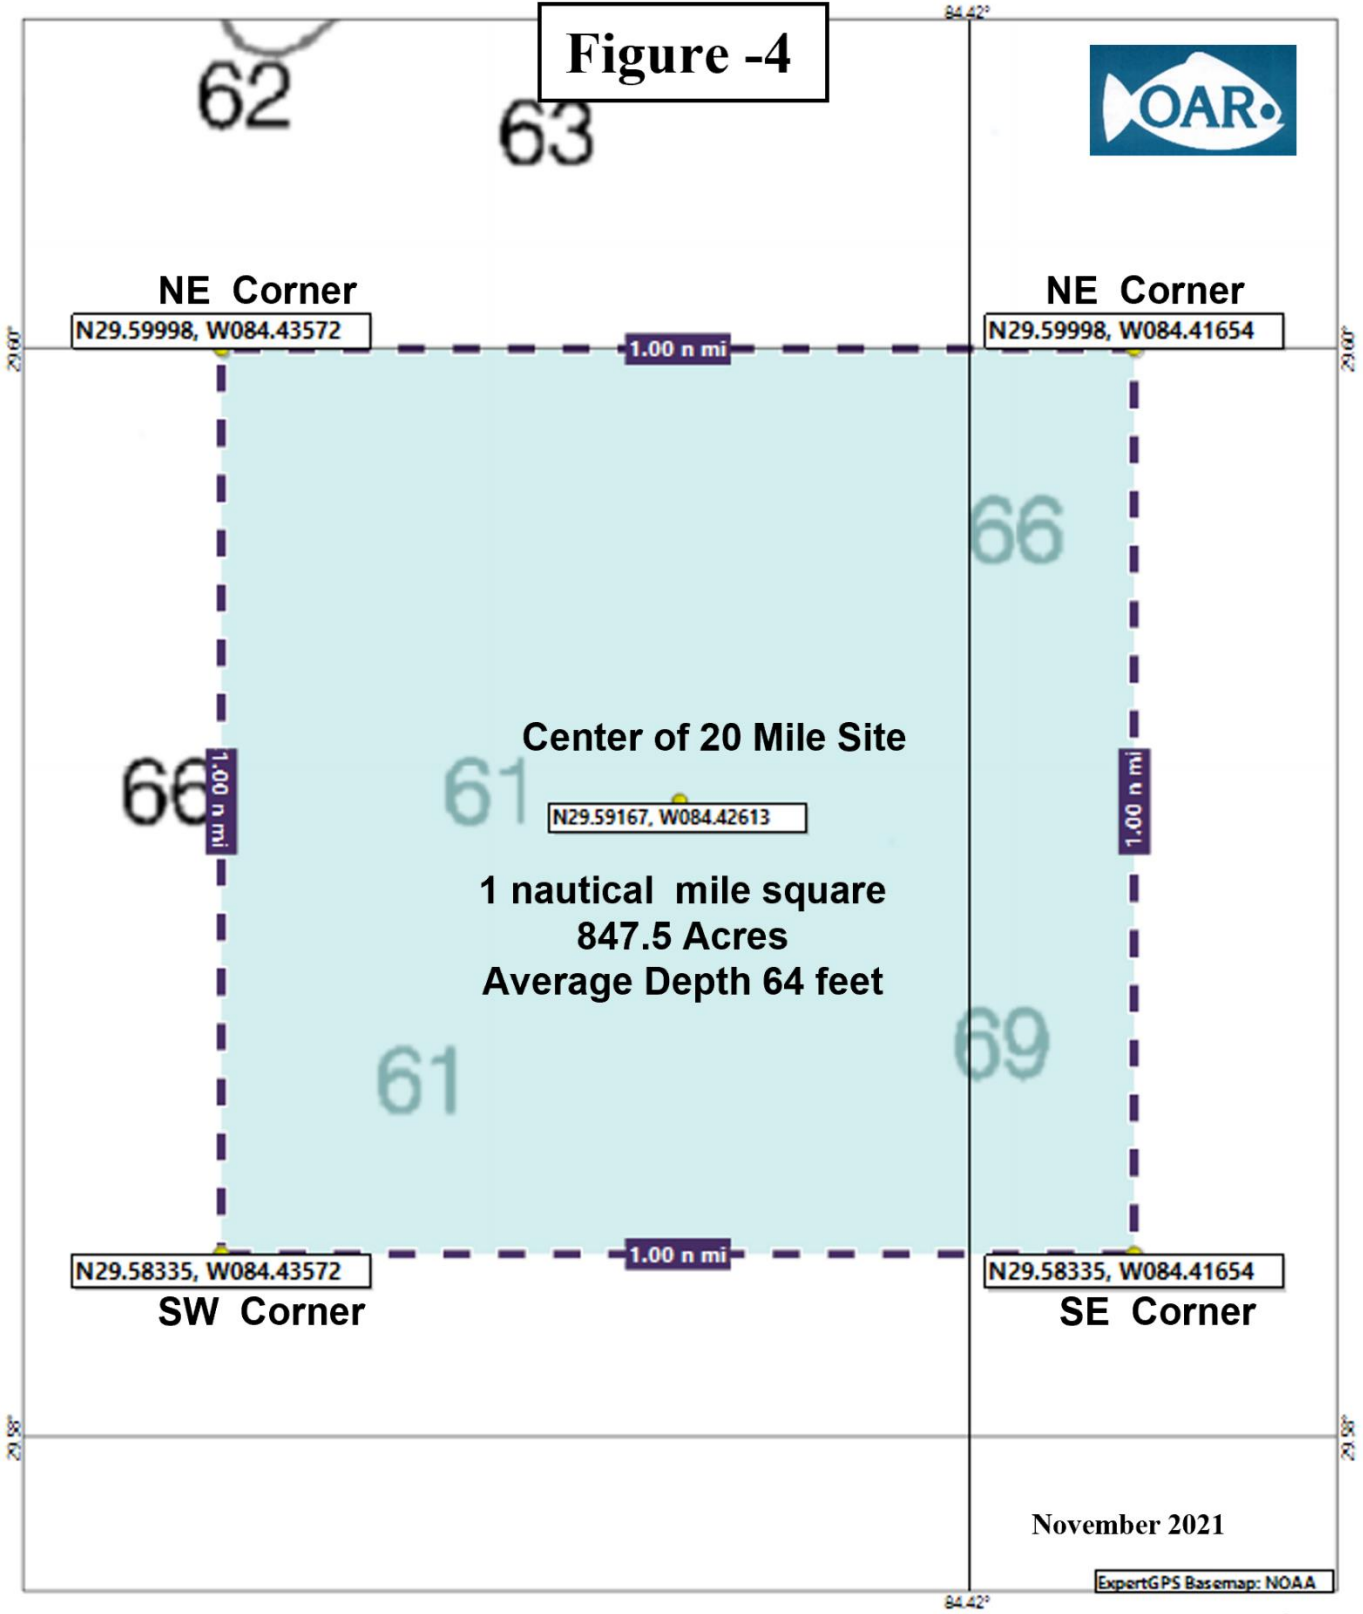 84.42°
Figure -4
OAR
62
63
NE Corner
NE Corner
N29.59998, W084.43572
N29.59998, W084.41654
29.60°
1.00 n mi
29.60°
66
Center of 20 Mile Site
66
1.00 n mi
61
N29.59167, W084.42613
1.00 n mi
1 nautical mile square
847.5 Acres
Average Depth 64 feet
69
61
1.00 n mi
N29.58335, W084.43572
N29.58335, W084.41654
SW Corner
SE Corner
29.58°
29.58°
November 2021
ExpertGPS Basemap: NOAA
84.42°